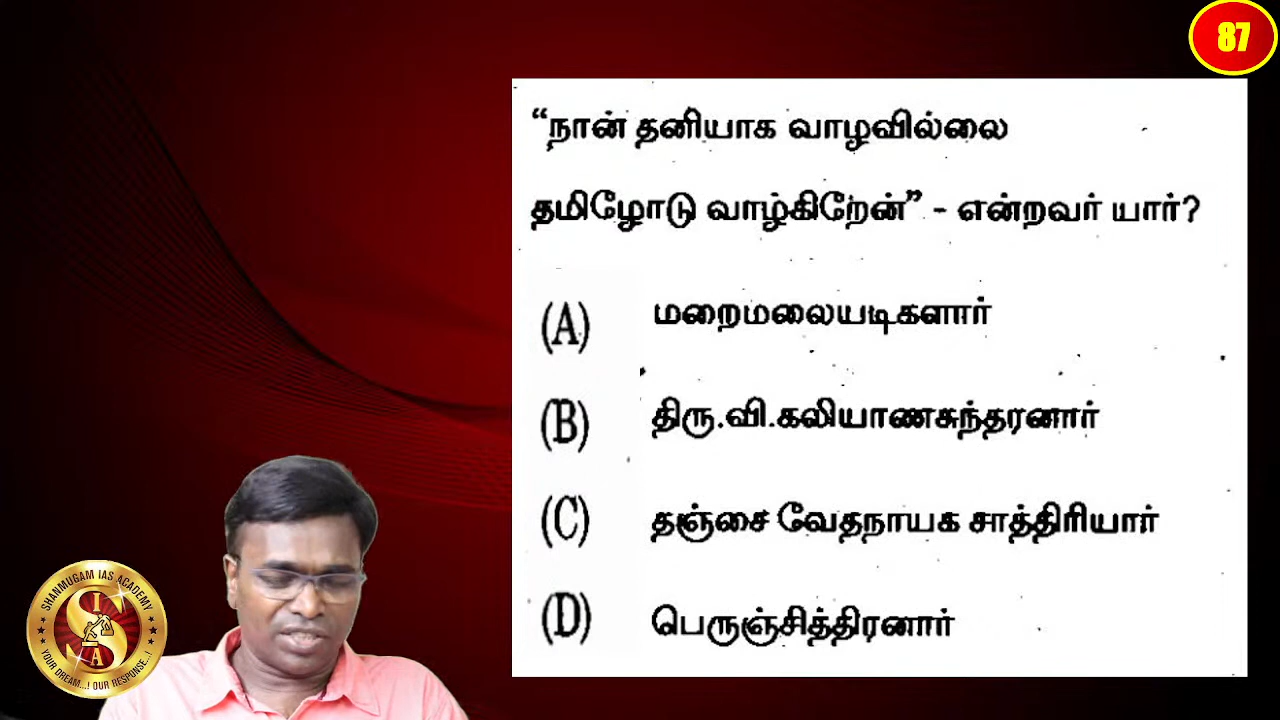 87
“நான் தனியாக வாழவில்லை
தமிழோடு வாழ்கிறேன்” - என்றவர் யார்?
(A) மறைமலையடிகளார்
(B) திரு.வி.கலியாணசுந்தரனார்
(C) தஞ்சை வேதநாயக சாத்திரியார்
(D) பெருஞ்சித்திரனார்
SHANMUGAM IAS ACADEMY
S
I
A
YOUR DREAM...! OUR RESPONSE...!